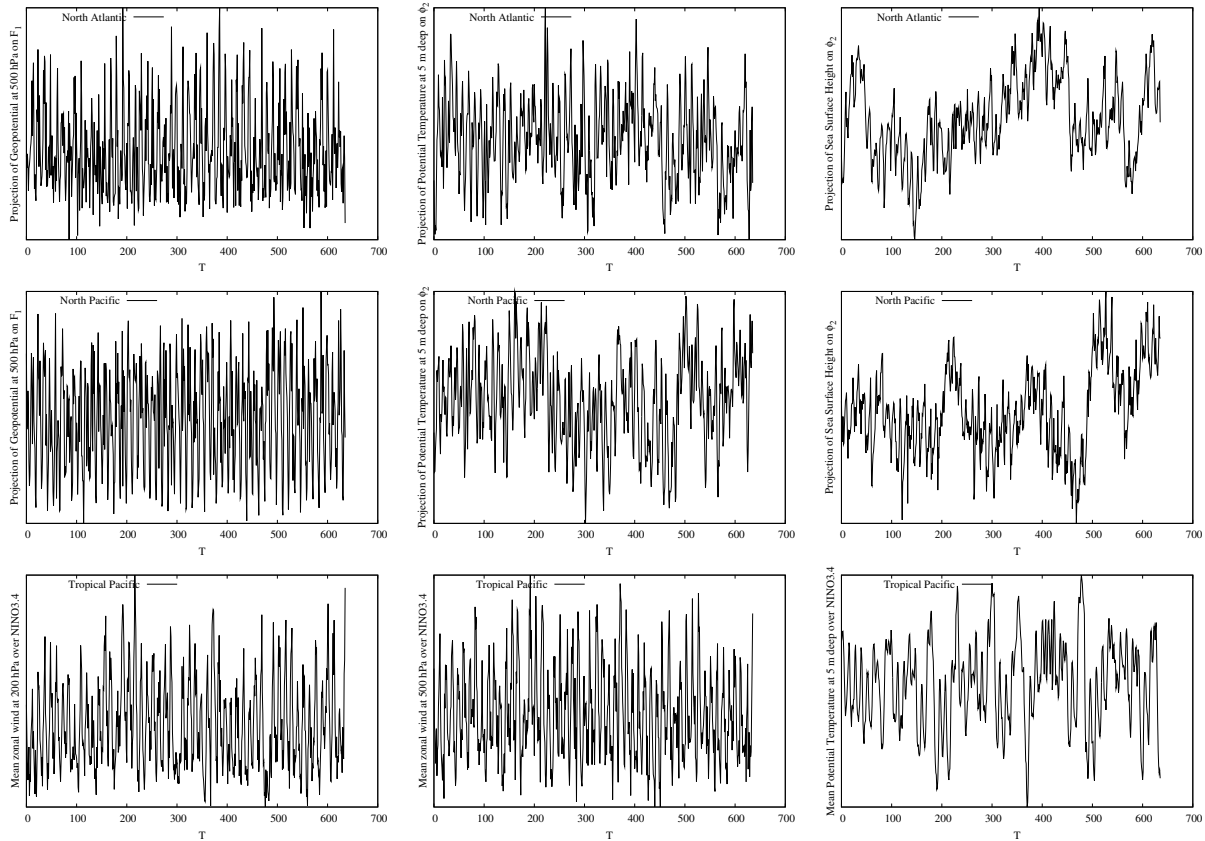 North Atlantic
Projection of Geopotential at 500 hPa on F1
0 100 200 300 400 500 600 700
T
North Atlantic
Projection of Potential Temperature at 5 m deep on ϕ2
0 100 200 300 400 500 600 700
T
North Atlantic
Projection of Sea Surface Height on ϕ2
0 100 200 300 400 500 600 700
T
North Pacific
Projection of Geopotential at 500 hPa on F1
0 100 200 300 400 500 600 700
T
North Pacific
Projection of Potential Temperature at 5 m deep on ϕ2
0 100 200 300 400 500 600 700
T
North Pacific
Projection of Sea Surface Height on ϕ2
0 100 200 300 400 500 600 700
T
Tropical Pacific
Mean zonal wind at 200 hPa over NINO3.4
0 100 200 300 400 500 600 700
T
Tropical Pacific
Mean zonal wind at 500 hPa over NINO3.4
0 100 200 300 400 500 600 700
T
Tropical Pacific
Mean Potential Temperature at 5 m deep over NINO3.4
0 100 200 300 400 500 600 700
T